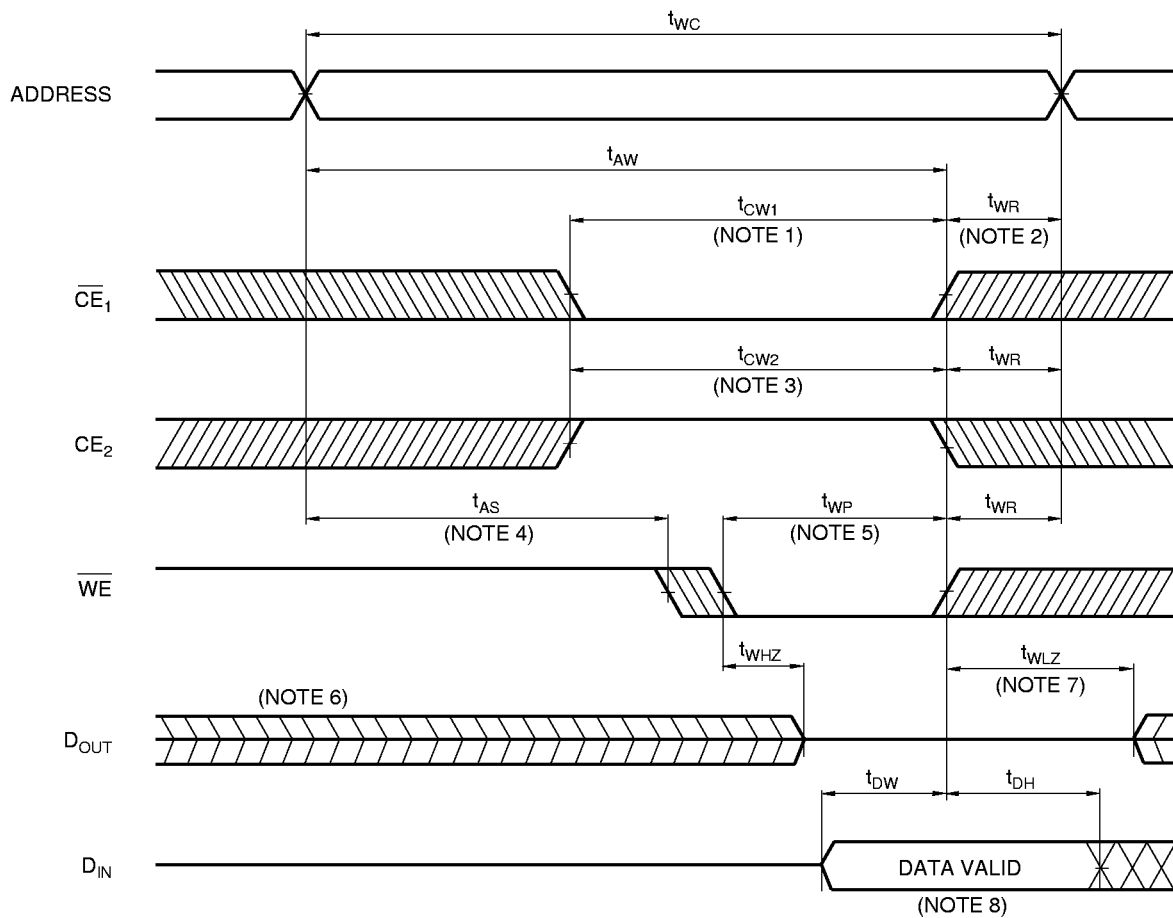 tWC
ADDRESS
tAW
tCW1
(NOTE 1)
tWR
(NOTE 2)
CE1
tCW2
(NOTE 3)
tWR
CE2
tAS
(NOTE 4)
tWP
(NOTE 5)
tWR
WE
tWHZ
tWLZ
(NOTE 7)
(NOTE 6)
DOUT
tDW
tDH
DIN
DATA VALID
(NOTE 8)